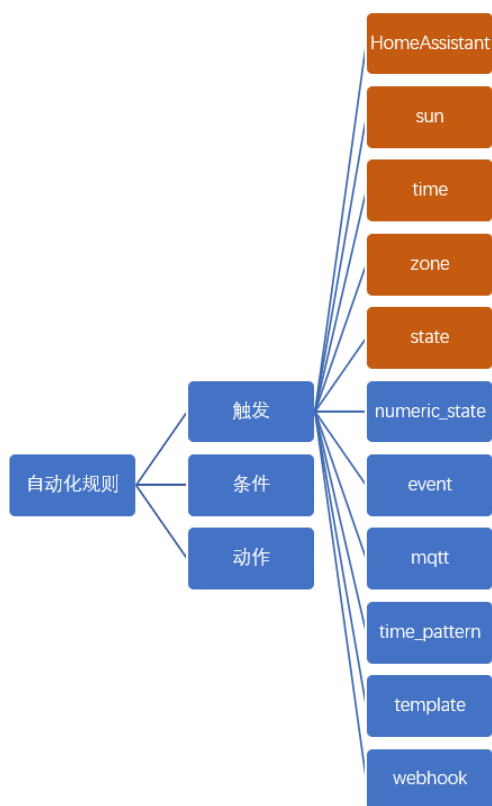 HomeAssistant
sun
time
zone
state
触发
numeric_state
自动化规则
条件
event
动作
mqtt
time_pattern
template
webhook